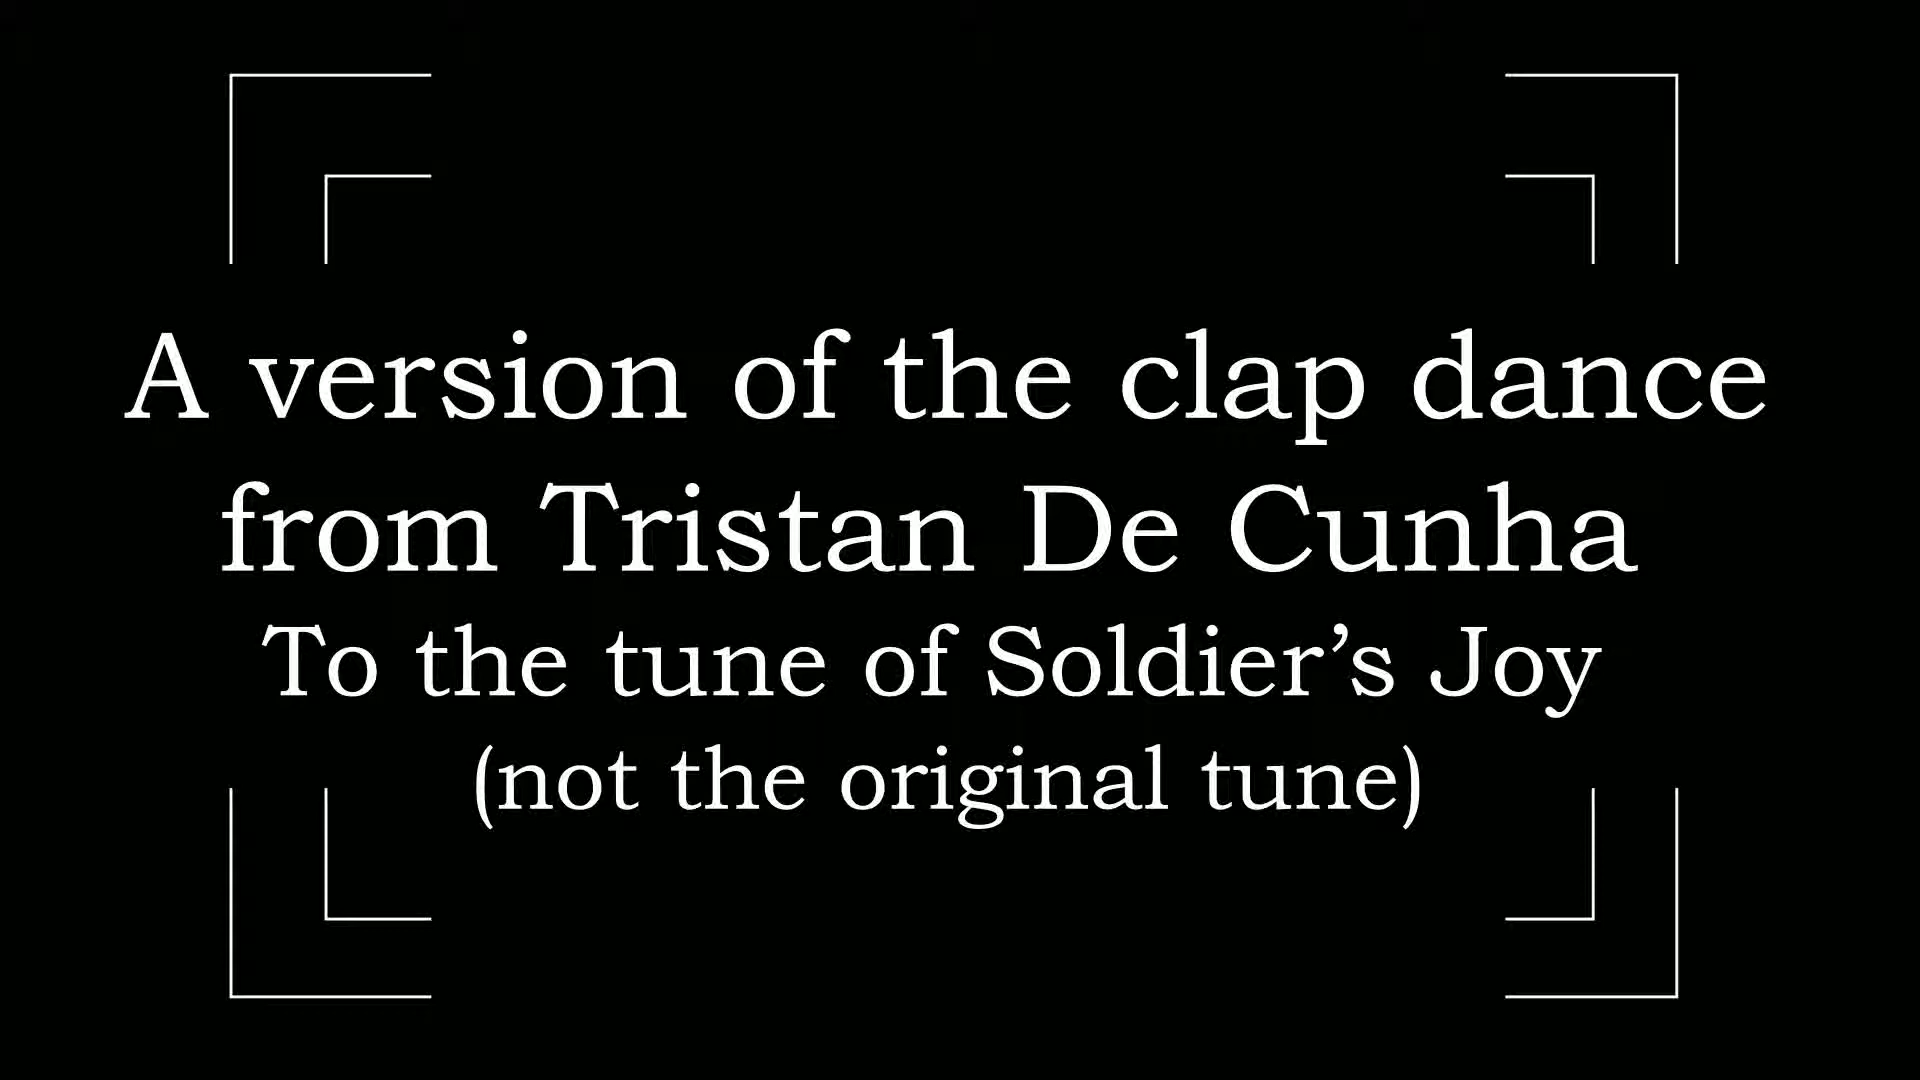 A version of the clap dance
from Tristan De Cunha
To the tune of Soldier’s Joy
(not the original tune)